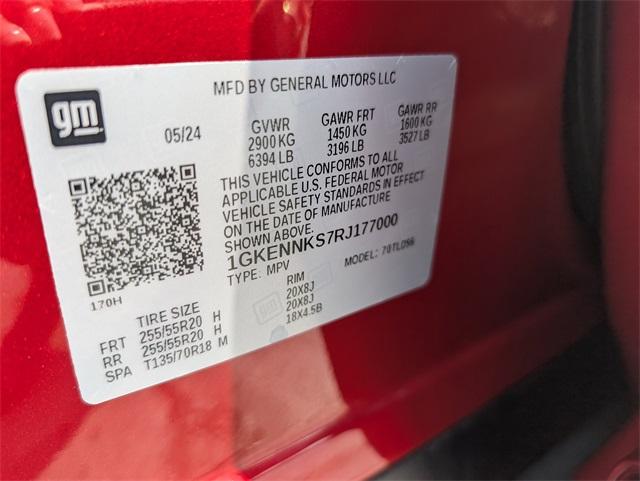 MFD BY GENERAL MOTORS LLC
gm
05/24
GVWR GAWR FRT GAWR RR
2900 KG 1450 KG 1600 KG
6394 LB 3196 LB 3527 LB
THIS VEHICLE CONFORMS TO ALL
APPLICABLE U.S. FEDERAL MOTOR
VEHICLE SAFETY STANDARDS IN EFFECT
ON THE DATE OF MANUFACTURE
SHOWN ABOVE.
1GKENNKS7RJ177000
TYPE: MPV MODEL: 70TLO56
170H
TIRE SIZE RIM
FRT 255/55R20 H 20X8J
RR 255/55R20 H 20X8J
SPA T135/70R18 M 18X4.5B